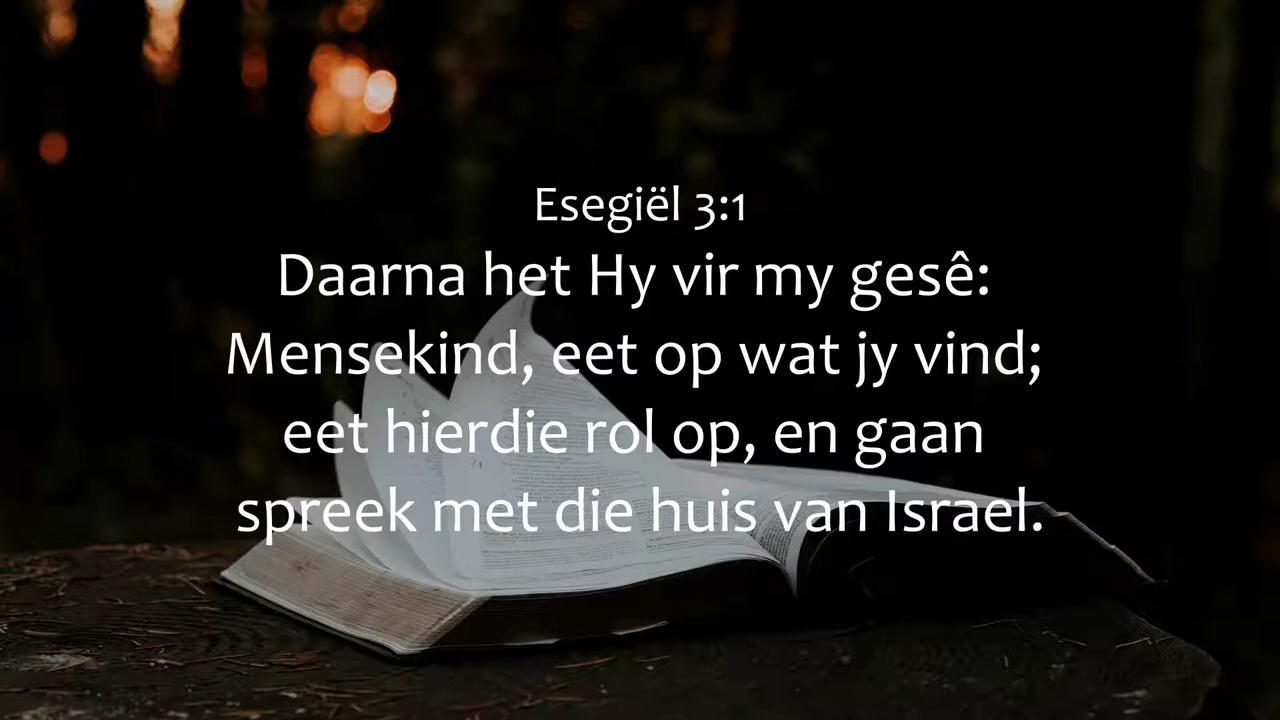 Esegiël 3:1
Daarna het Hy vir my gesê:
Mensekind, eet op wat jy vind;
eet hierdie rol op, en gaan
spreek met die huis van Israel.